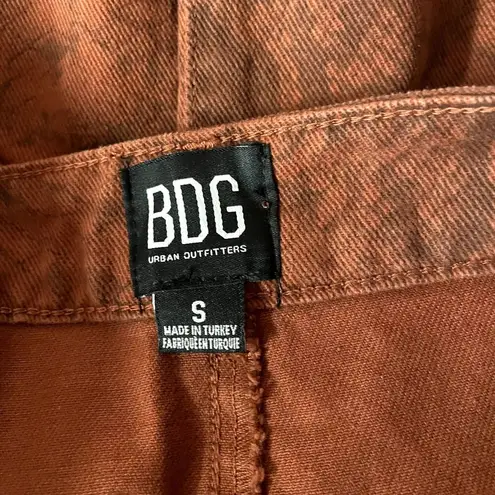 BDG
URBAN OUTFITTERS
S
MADE IN TURKEY
FABRIQUÉ EN TURQUIE